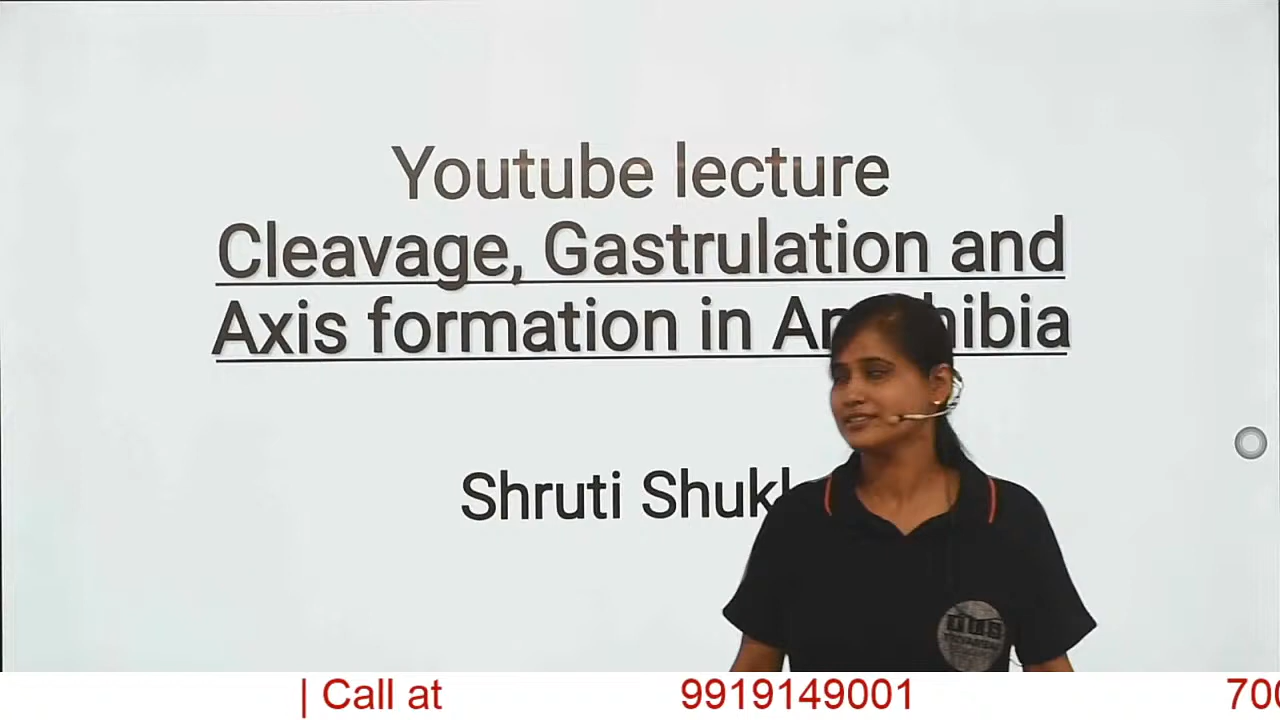 Youtube lecture
Cleavage, Gastrulation and
Axis formation in
Shruti
| Call at 9919149001